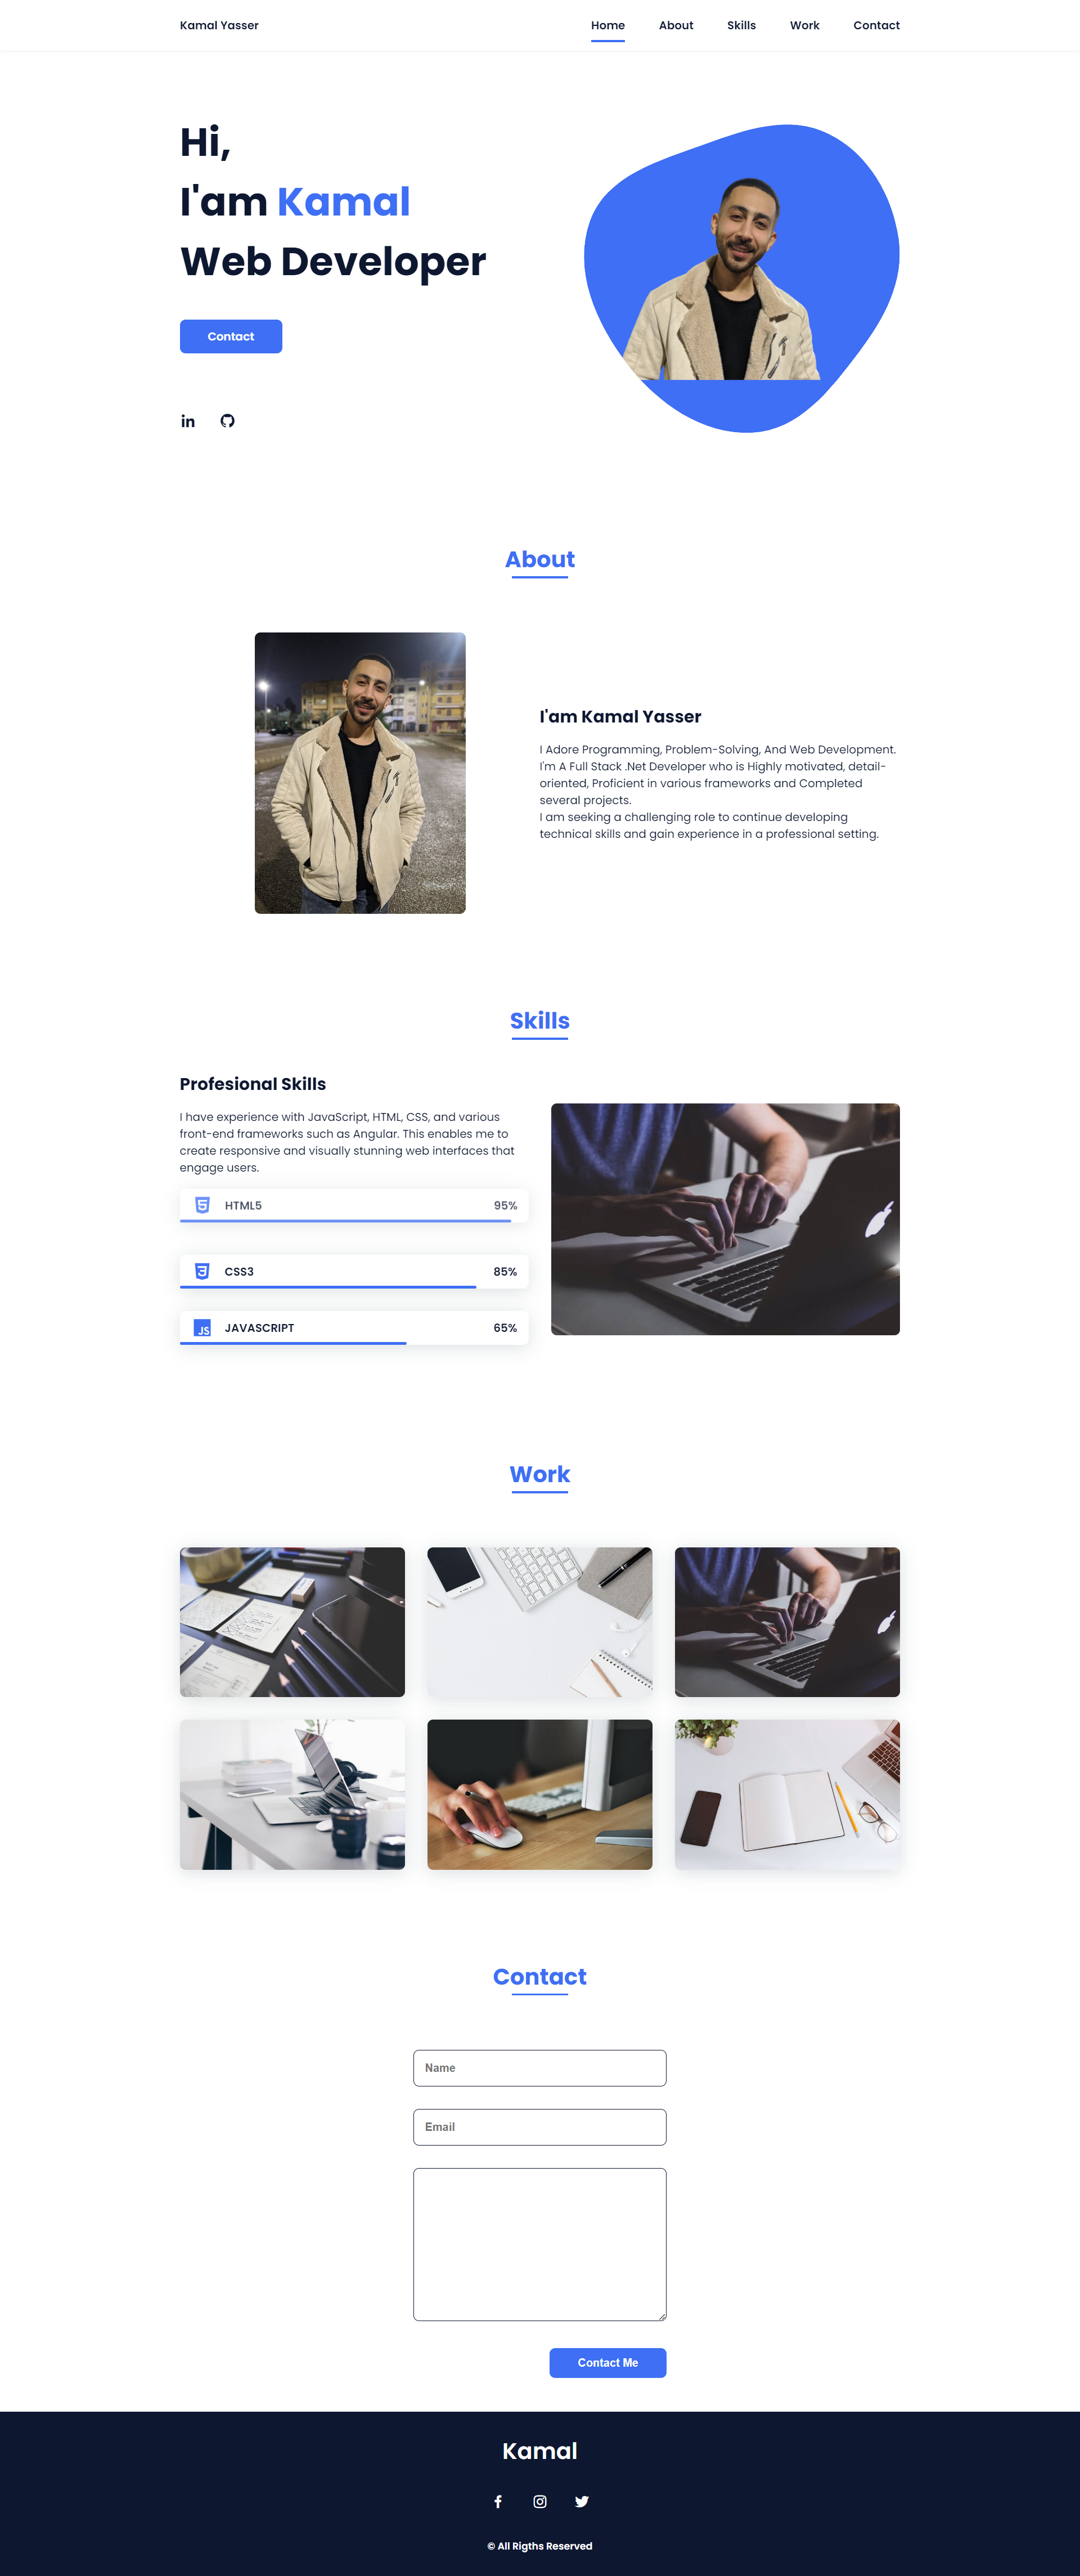 Kamal Yasser
Home
About
Skills
Work
Contact
Hi,
I'am Kamal
Web Developer
Contact
About
I'am Kamal Yasser
I Adore Programming, Problem-Solving, And Web Development.
I'm A Full Stack .Net Developer who is Highly motivated, detail-
oriented, Proficient in various frameworks and Completed
several projects.
I am seeking a challenging role to continue developing
technical skills and gain experience in a professional setting.
Skills
Profesional Skills
I have experience with JavaScript, HTML, CSS, and various
front-end frameworks such as Angular. This enables me to
create responsive and visually stunning web interfaces that
engage users.
HTML5 95%
CSS3 85%
JS JAVASCRIPT 65%
Work
Contact
Name
Email
Contact Me
Kamal
© All Rigths Reserved